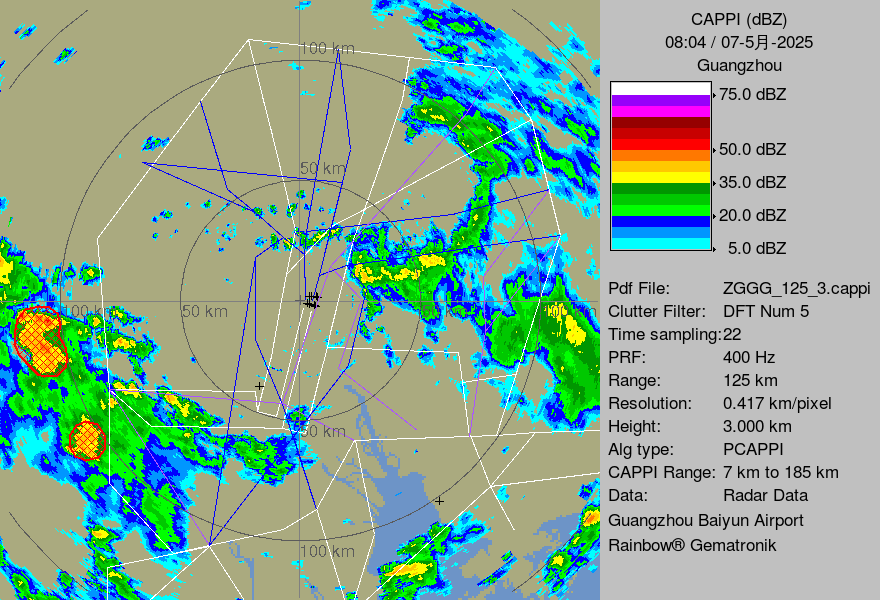 CAPPI (dBZ)
08:04 / 07-5月-2025
Guangzhou
75.0 dBZ
50.0 dBZ
35.0 dBZ
20.0 dBZ
5.0 dBZ
Pdf File: ZGGG_125_3.cappi
Clutter Filter: DFT Num 5
Time sampling:22
PRF: 400 Hz
Range: 125 km
Resolution: 0.417 km/pixel
Height: 3.000 km
Alg type: PCAPPI
CAPPI Range: 7 km to 185 km
Data: Radar Data
Guangzhou Baiyun Airport
Rainbow® Gematronik
100 km
50 km
100 km
50 km
50 km
100 km